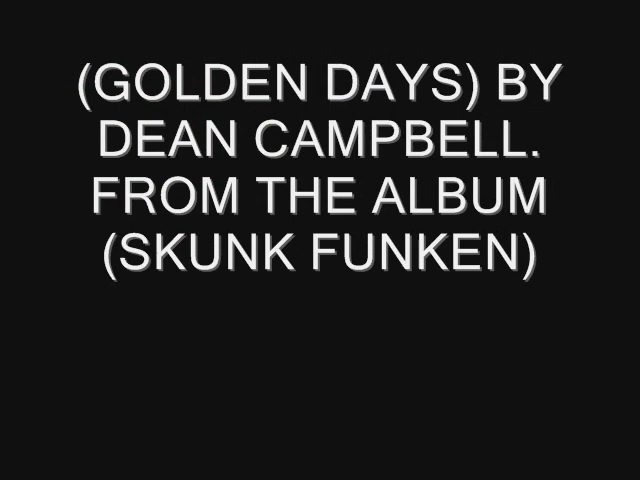 (GOLDEN DAYS) BY
DEAN CAMPBELL.
FROM THE ALBUM
(SKUNK FUNKEN)